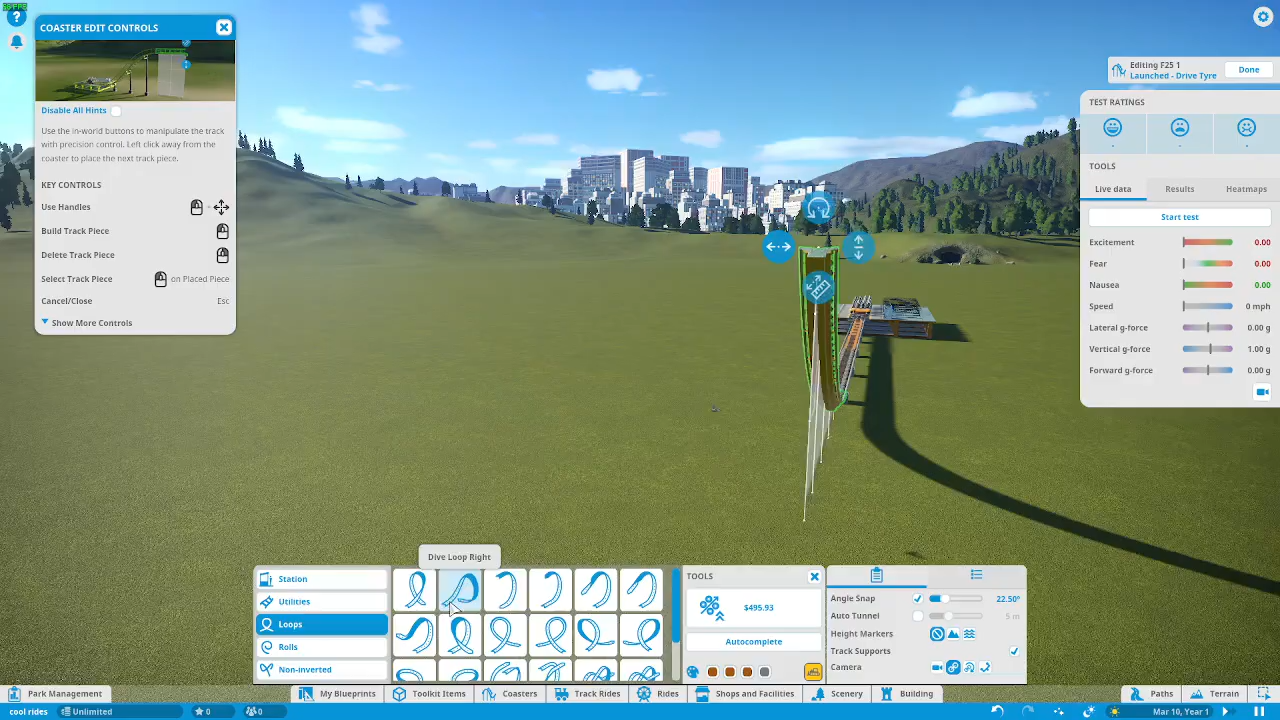 COASTER EDIT CONTROLS
Disable All Hints
Use the in-world buttons to manipulate the track
with precision control. Left click away from the
coaster to place the next track piece.
KEY CONTROLS
Use Handles
Build Track Piece
Delete Track Piece
Select Track Piece on Placed Piece
Cancel/Close Esc
Show More Controls
Editing F25 1
Launched - Drive Tyre
Done
TEST RATINGS
- - -
TOOLS
Live data Results Heatmaps
Start test
Excitement 0.00
Fear 0.00
Nausea 0.00
Speed 0 mph
Lateral g-force 0.00 g
Vertical g-force 1.00 g
Forward g-force 0.00 g
Dive Loop Right
Station
Utilities
Loops
Rolls
Non-inverted
TOOLS
$495.93
Autocomplete
Angle Snap 22.50°
Auto Tunnel 5 m
Height Markers
Track Supports
Camera
Park Management My Blueprints Toolkit Items Coasters Track Rides Rides Shops and Facilities Scenery Building Paths Terrain
cool rides Unlimited 0 0 Mar 10, Year 1